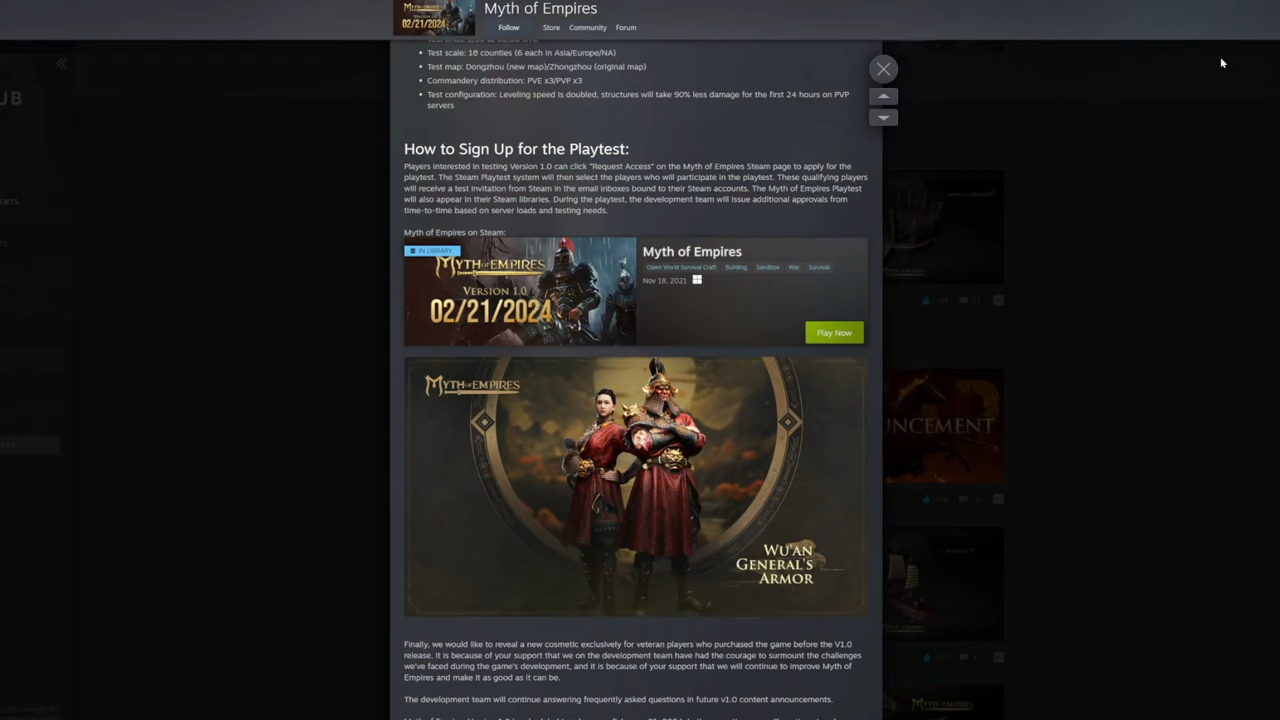 MYTH OF EMPIRES
02/21/2024
Myth of Empires
Follow
Store
Community
Forum
UB
Test scale: 18 counties (6 each in Asia/Europe/NA)
Test map: Dongzhou (new map)/Zhongzhou (original map)
Commandery distribution: PVE x3/PVP x3
Test configuration: Leveling speed is doubled, structures will take 90% less damage for the first 24 hours on PVP
servers
How to Sign Up for the Playtest:
Players interested in testing Version 1.0 can click "Request Access" on the Myth of Empires Steam page to apply for the
playtest. The Steam Playtest system will then select the players who will participate in the playtest. These qualifying players
will receive a test invitation from Steam in the email inboxes bound to their Steam accounts. The Myth of Empires Playtest
will also appear in their Steam libraries. During the playtest, the development team will issue additional approvals from
time-to-time based on server loads and testing needs.
Myth of Empires on Steam:
IN LIBRARY
MYTH OF EMPIRES
VERSION 1.0
02/21/2024
Myth of Empires
Open World Survival Craft
Building
Sandbox
War
Survival
Nov 18, 2021
Play Now
MYTH OF EMPIRES
WU'AN
GENERAL'S
ARMOR
UNCEMENT
Finally, we would like to reveal a new cosmetic exclusively for veteran players who purchased the game before the V1.0
release. It is because of your support that we on the development team have had the courage to surmount the challenges
we've faced during the game's development, and it is because of your support that we will continue to improve Myth of
Empires and make it as good as it can be.
The development team will continue answering frequently asked questions in future v1.0 content announcements.